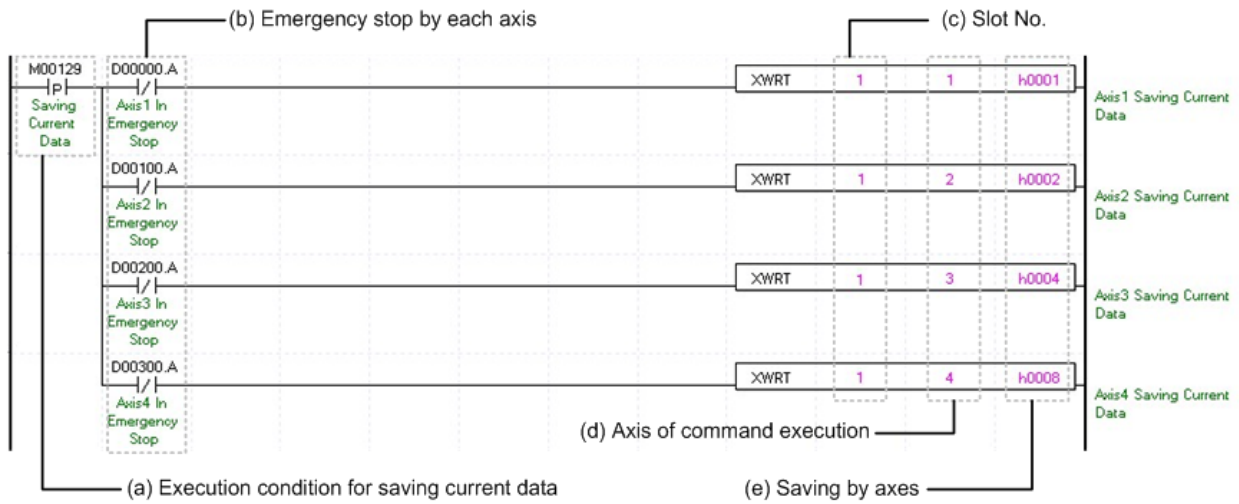 (b) Emergency stop by each axis
(c) Slot No.
M00129
D00000.A
P
XWRT 1 1 h0001
Saving
Current
Data
Axis1 In
Emergency
Stop
Axis1 Saving Current
Data
D00100.A
XWRT 1 2 h0002
Axis2 In
Emergency
Stop
Axis2 Saving Current
Data
D00200.A
XWRT 1 3 h0004
Axis3 In
Emergency
Stop
Axis3 Saving Current
Data
D00300.A
XWRT 1 4 h0008
Axis4 In
Emergency
Stop
Axis4 Saving Current
Data
(d) Axis of command execution
(a) Execution condition for saving current data
(e) Saving by axes